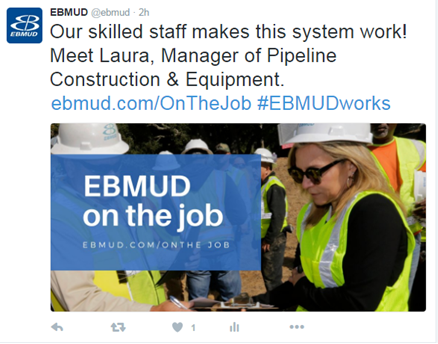 EBMUD @ebmud · 2h
Our skilled staff makes this system work!
Meet Laura, Manager of Pipeline
Construction & Equipment.
ebmud.com/OnTheJob #EBMUDworks
EBMUD
EBMUD
on the job
EBMUD.COM/ONTHE JOB
1